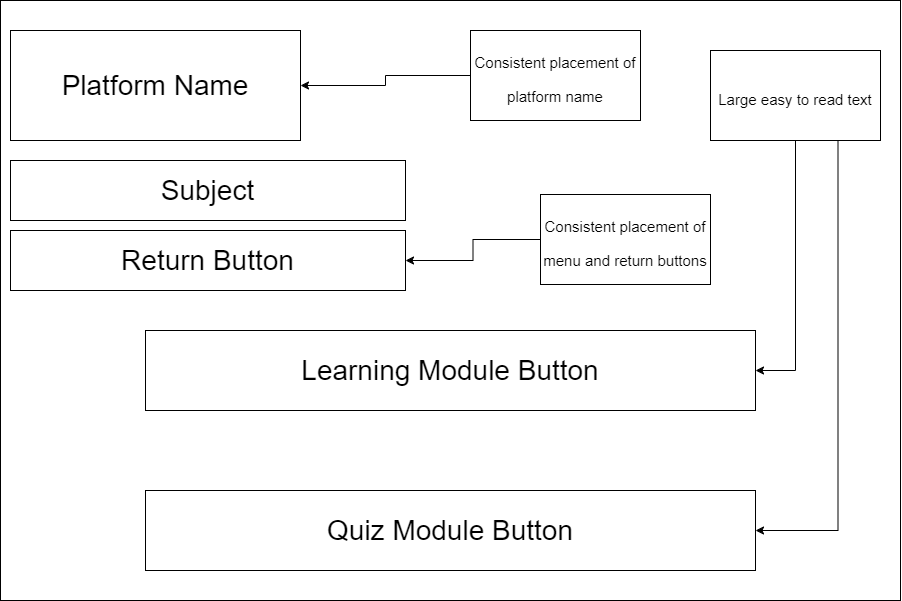 Platform Name
Consistent placement of
platform name
Large easy to read text
Subject
Return Button
Consistent placement of
menu and return buttons
Learning Module Button
Quiz Module Button